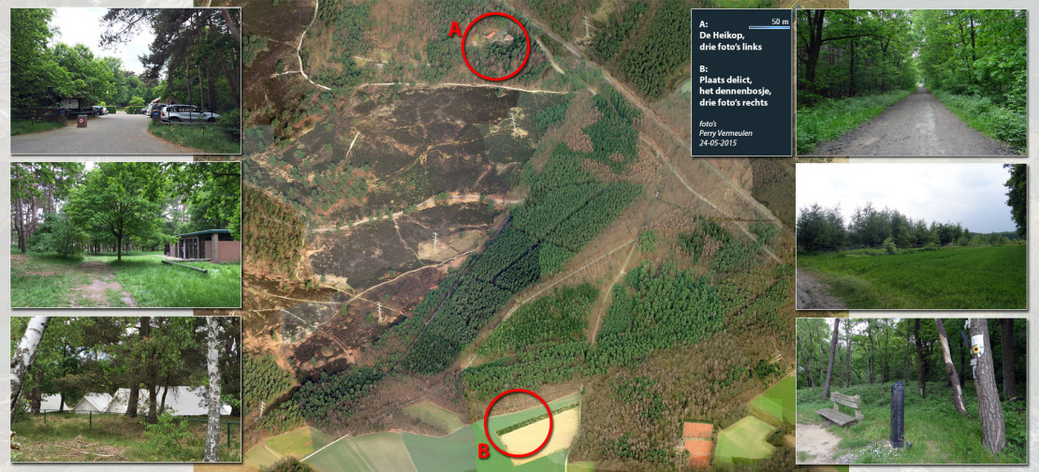 A
A:
50 m
De Heikop,
drie foto's links
B:
Plaats delict,
het dennenbosje,
drie foto's rechts
foto's
Perry Vermeulen
24-05-2015
B